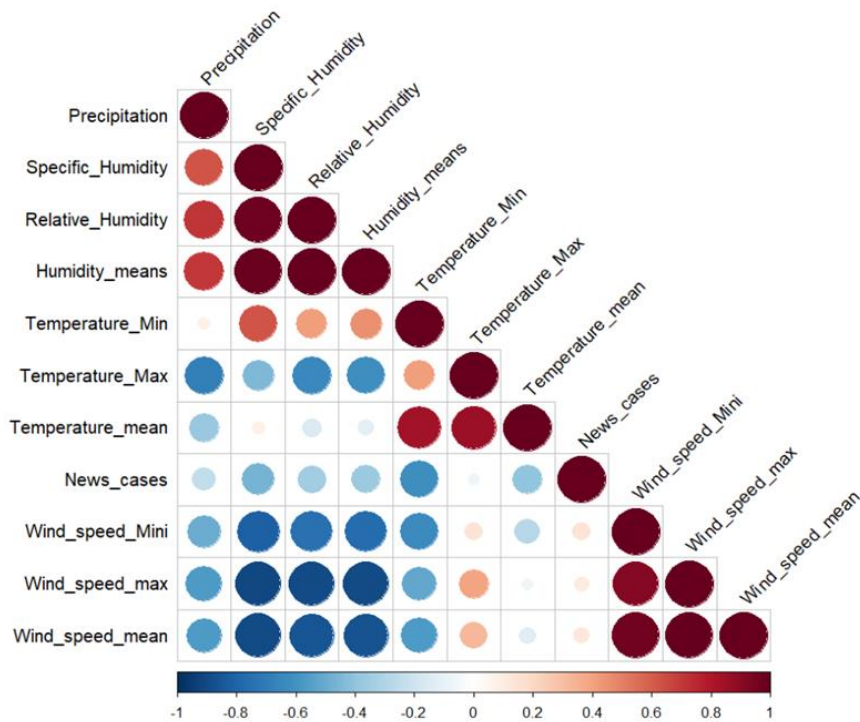 Precipitation
Specific_Humidity
Relative_Humidity
Humidity_means
Temperature_Min
Temperature_Max
Temperature_mean
News_cases
Wind_speed_Mini
Wind_speed_max
Wind_speed_mean
Precipitation
Specific_Humidity
Relative_Humidity
Humidity_means
Temperature_Min
Temperature_Max
Temperature_mean
News_cases
Wind_speed_Mini
Wind_speed_max
Wind_speed_mean
-1 -0.8 -0.6 -0.4 -0.2 0 0.2 0.4 0.6 0.8 1